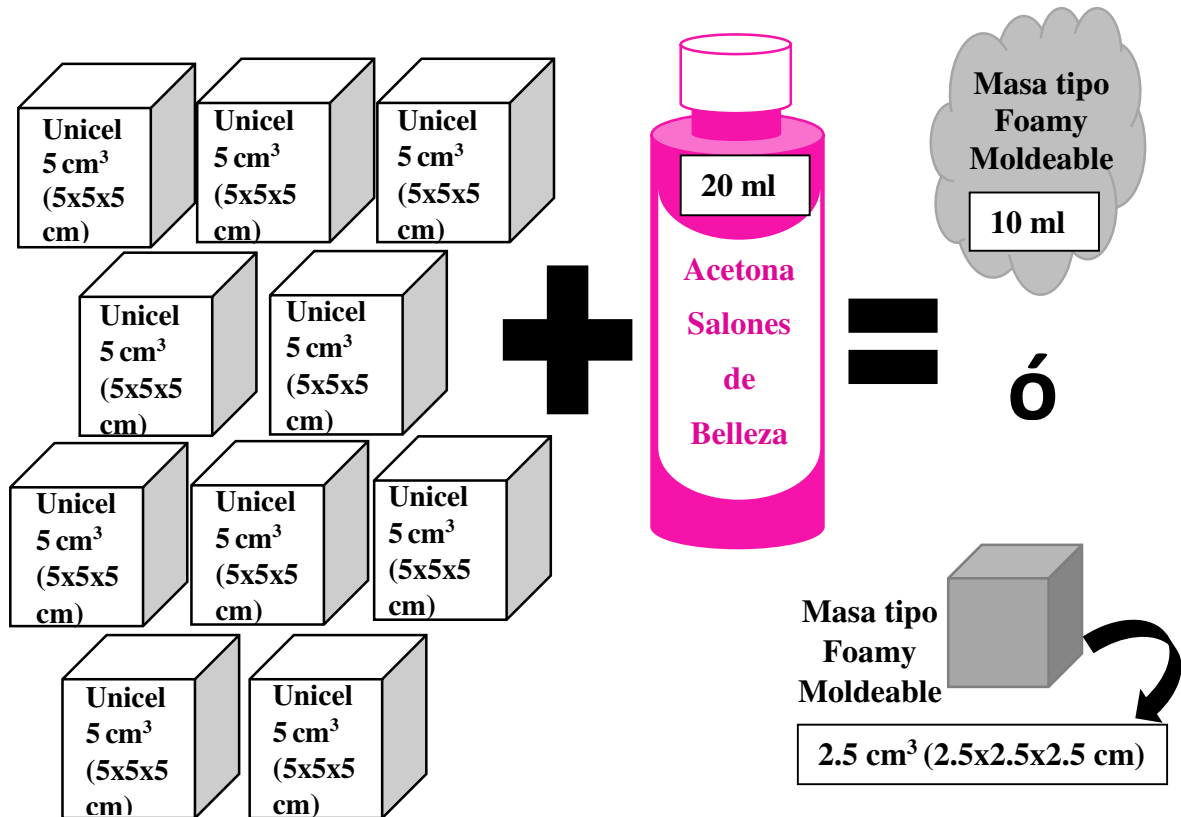 Unicel
5 cm³
(5x5x5
cm)
Unicel
5 cm³
(5x5x5
cm)
Unicel
5 cm³
(5x5x5
cm)
Unicel
5 cm³
(5x5x5
cm)
Unicel
5 cm³
(5x5x5
cm)
Unicel
5 cm³
(5x5x5
cm)
Unicel
5 cm³
(5x5x5
cm)
Unicel
5 cm³
(5x5x5
cm)
Unicel
5 cm³
(5x5x5
cm)
Unicel
5 cm³
(5x5x5
cm)
+
20 ml
Acetona
Salones
de
Belleza
=
Masa tipo
Foamy
Moldeable
10 ml
ó
Masa tipo
Foamy
Moldeable
2.5 cm³ (2.5x2.5x2.5 cm)